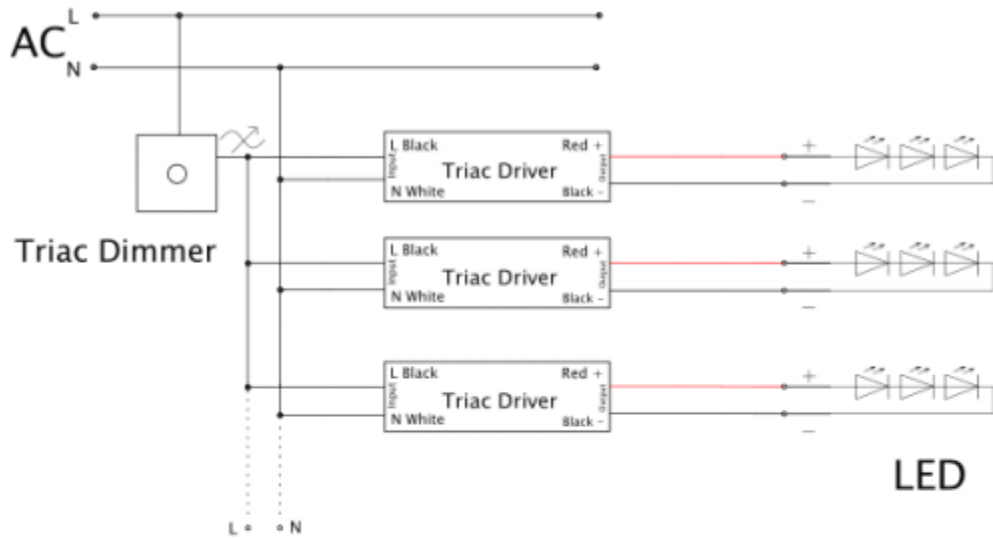 L
AC
N
L Black
Red +
Input
Triac Driver
Output
N White
Black -
+
-
Triac Dimmer
L Black
Red +
Input
Triac Driver
Output
N White
Black -
+
-
L Black
Red +
Input
Triac Driver
Output
N White
Black -
+
-
LED
L
N